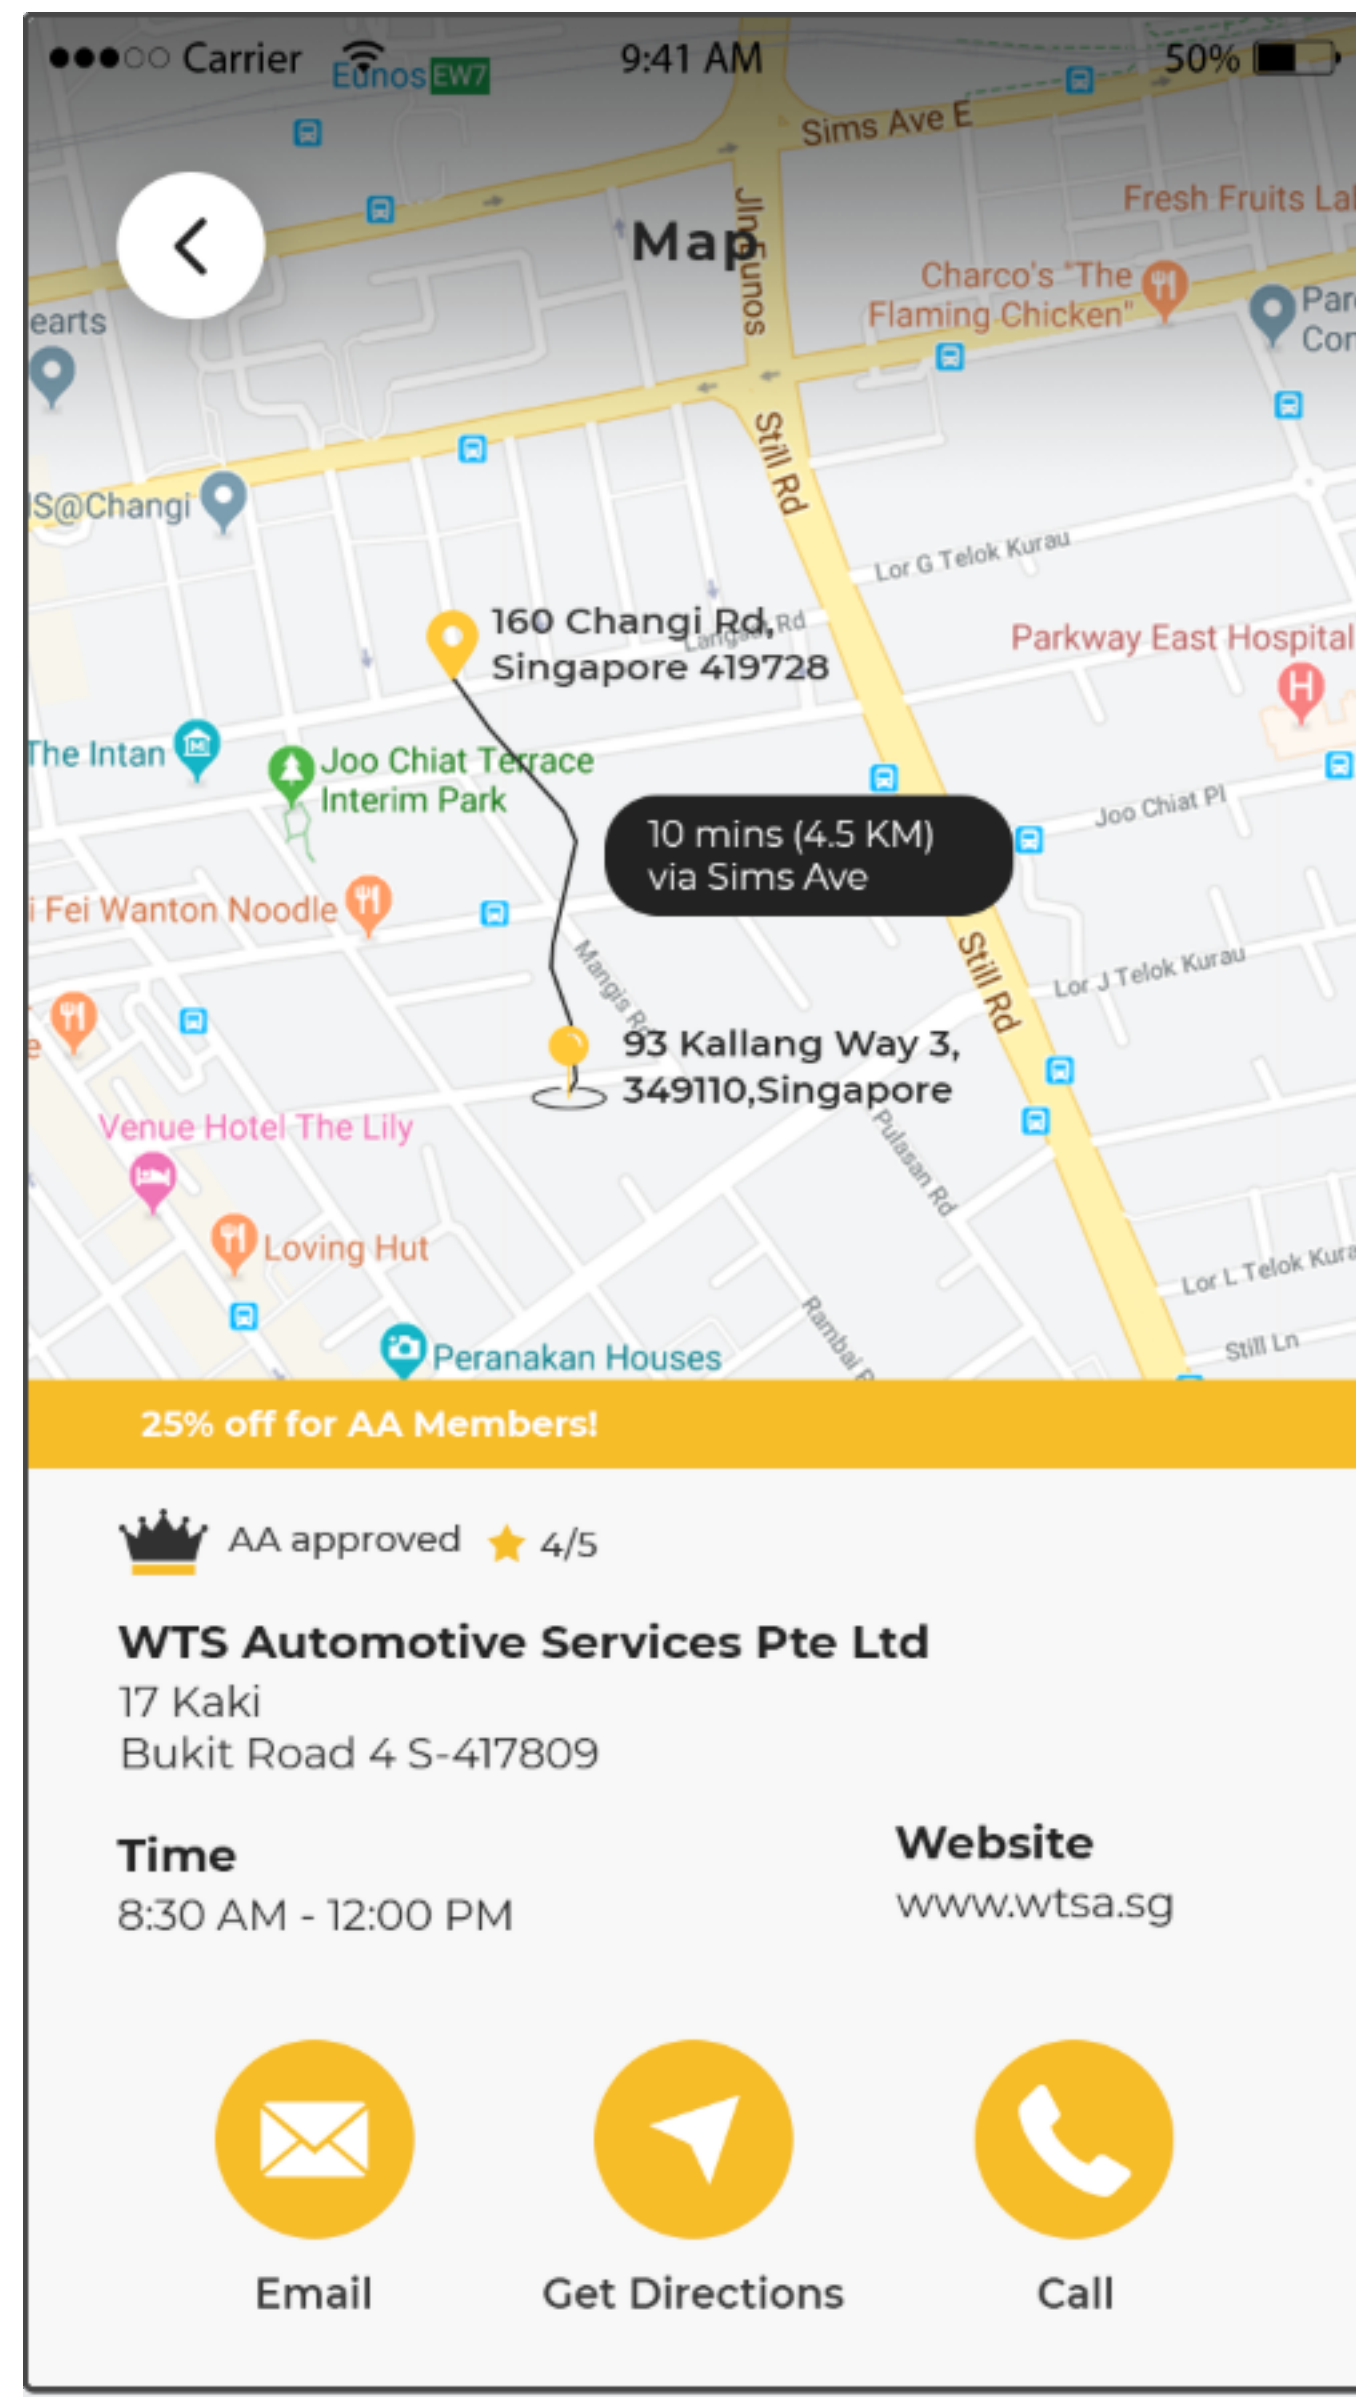 Carrier
9:41 AM
50%
Eunos EW7
Sims Ave E
Map
Jln Eunos
Charco's "The
Flaming Chicken"
Fresh Fruits
Still Rd
Lor G Telok Kurau
160 Changi Rd,
Singapore 419728
Rd
Parkway East Hospital
H
The Intan
Joo Chiat Terrace
Interim Park
10 mins (4.5 KM)
via Sims Ave
Joo Chiat Pl
Fei Wanton Noodle
Mangis Rd
Still Rd
Lor J Telok Kurau
93 Kallang Way 3,
349110,Singapore
Venue Hotel The Lily
Pulasan Rd
Loving Hut
Lor L Telok
Rambai
Still Ln
Peranakan Houses
25% off for AA Members!
AA approved 4/5
WTS Automotive Services Pte Ltd
17 Kaki
Bukit Road 4 S-417809
Time
8:30 AM - 12:00 PM
Website
www.wtsa.sg
Email
Get Directions
Call